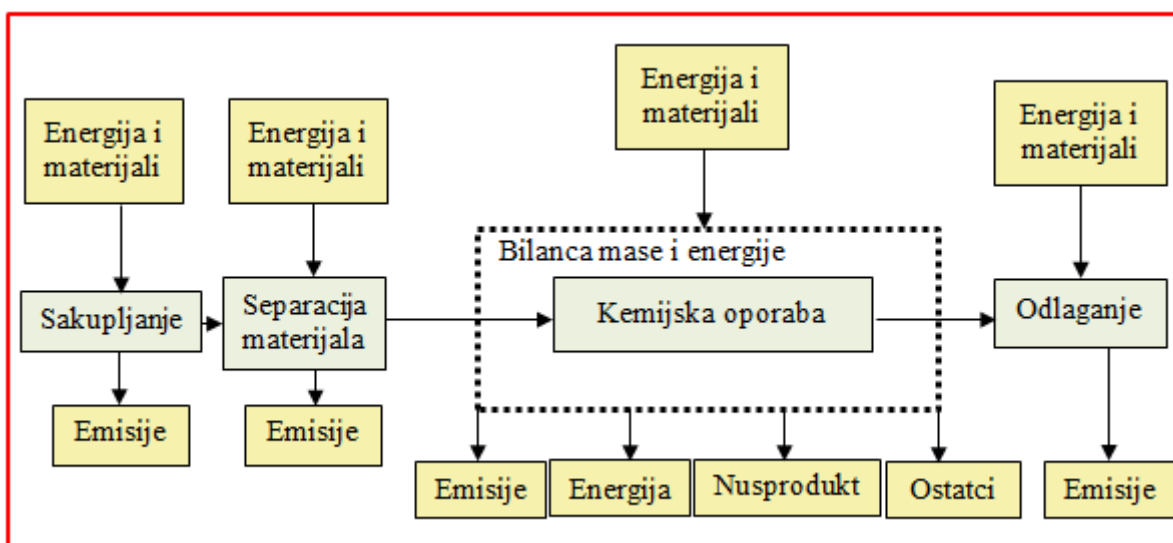 Energija i
materijali
Energija i
materijali
Energija i
materijali
Energija i
materijali
Bilanca mase i energije
Sakupljanje
Separacija
materijala
Kemijska oporaba
Odlaganje
Emisije
Emisije
Emisije
Energija
Nusprodukt
Ostatci
Emisije